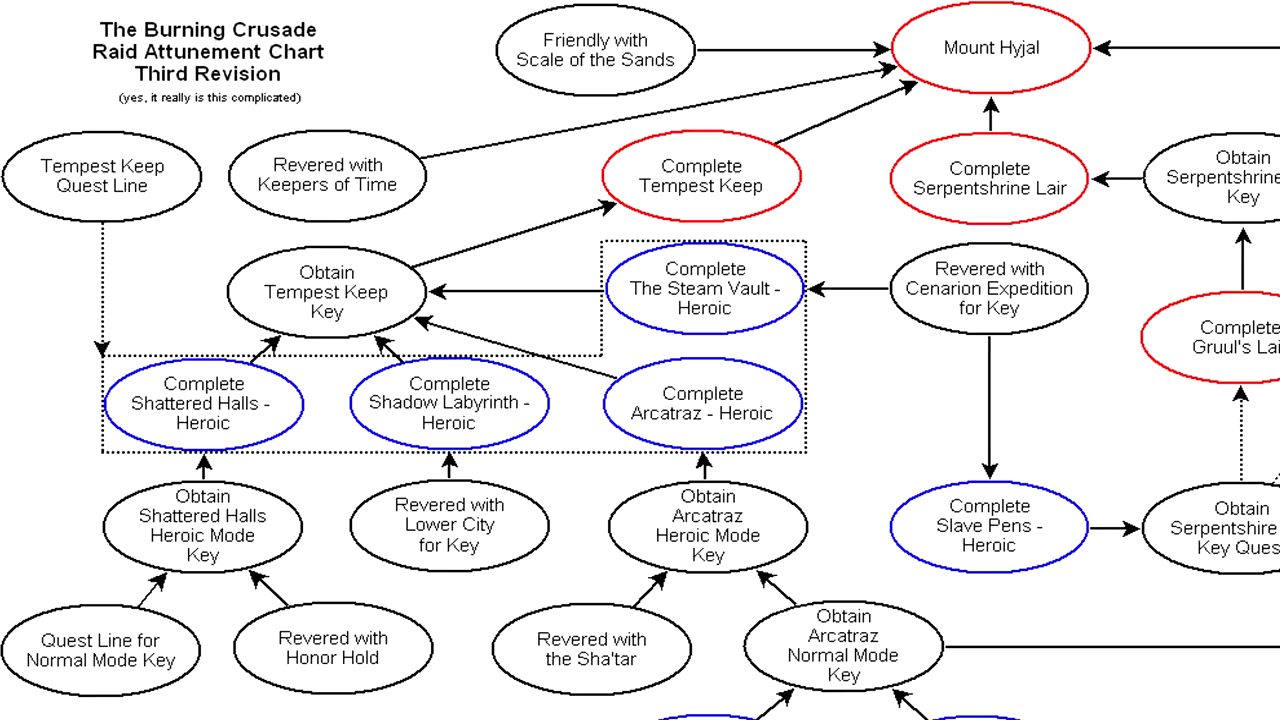 The Burning Crusade
Raid Attunement Chart
Third Revision
(yes, it really is this complicated)
Friendly with
Scale of the Sands
Mount Hyjal
Tempest Keep
Quest Line
Revered with
Keepers of Time
Complete
Tempest Keep
Complete
Serpentshrine Lair
Obtain
Serpentshrine
Key
Obtain
Tempest Keep
Key
Complete
The Steam Vault -
Heroic
Revered with
Cenarion Expedition
for Key
Complete
Gruul's Lai
Complete
Shattered Halls -
Heroic
Complete
Shadow Labyrinth -
Heroic
Complete
Arcatraz - Heroic
Obtain
Shattered Halls
Heroic Mode
Key
Revered with
Lower City
for Key
Obtain
Arcatraz
Heroic Mode
Key
Complete
Slave Pens -
Heroic
Obtain
Serpentshire
Key Ques
Quest Line for
Normal Mode Key
Revered with
Honor Hold
Revered with
the Sha'tar
Obtain
Arcatraz
Normal Mode
Key